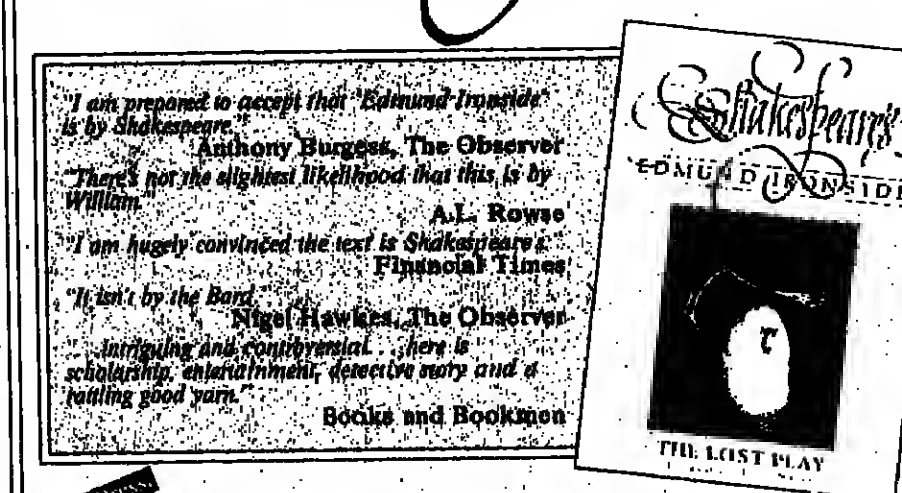 "I am prepared to accept that 'Edmund Ironside'
is by Shakespeare."
Anthony Burgess, The Observer
"There's not the slightest likelihood that this is by
William."
A.L. Rowse
"I am hugely convinced the text is Shakespeare's."
Financial Times
"It isn't by the Bard."
Nigel Hawkes, The Observer
"... intriguing and controversial ... here is
scholarship, entertainment, detective story and a
rattling good yarn."
Books and Bookmen
Shakespeare's
EDMUND IRONSIDE
THE LOST PLAY